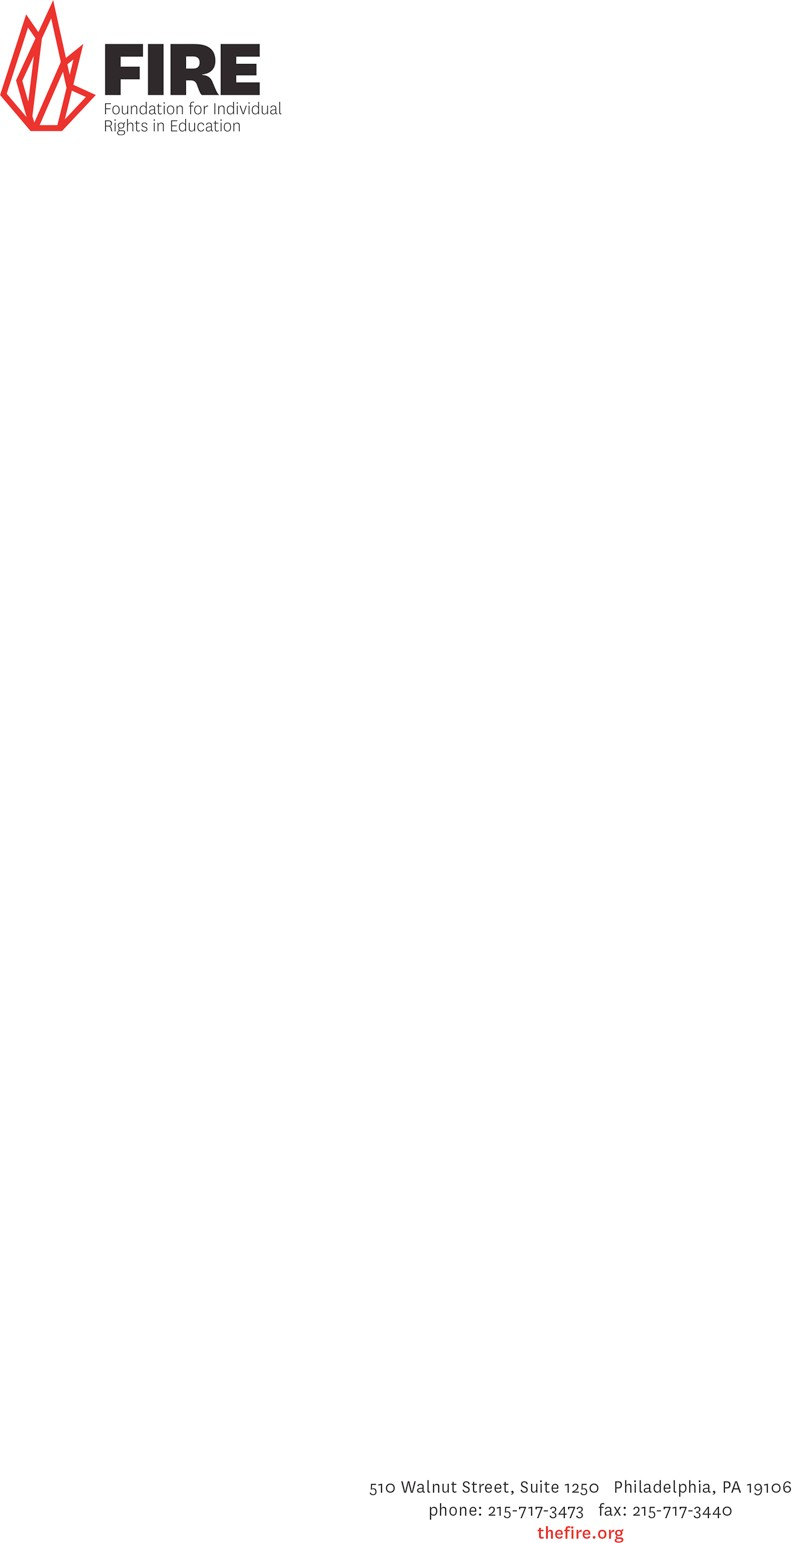 FIRE
Foundation for Individual
Rights in Education
510 Walnut Street, Suite 1250 Philadelphia, PA 19106
phone: 215-717-3473 fax: 215-717-3440
thefire.org